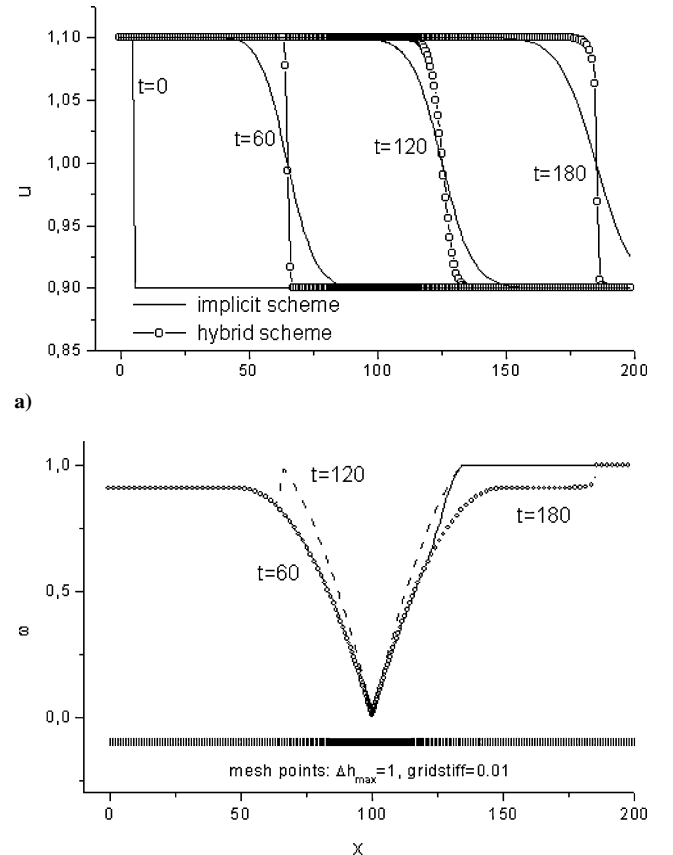 1,10
1,05
1,00
0,95
0,90
0,85
u
t=0
t=60
t=120
t=180
implicit scheme
hybrid scheme
0 50 100 150 200
a)
1,0
0,5
0,0
ω
t=120
t=180
t=60
mesh points: Δhmax=1, gridstiff=0.01
0 50 100 150 200
x